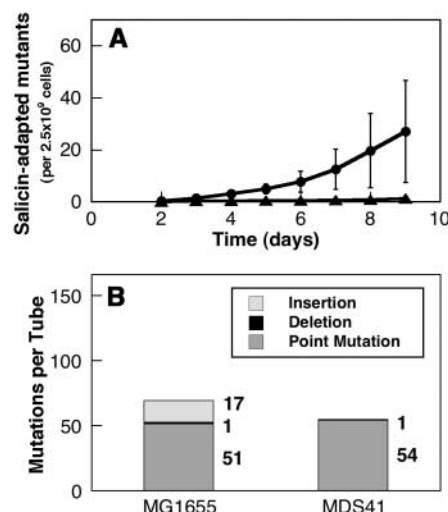 A
Salicin-adapted mutants
(per 2.5x10⁹ cells)
60
40
20
0
0
2
4
6
8
10
Time (days)
B
Mutations per Tube
150
100
50
0
Insertion
Deletion
Point Mutation
17
1
51
1
54
MG1655
MDS41